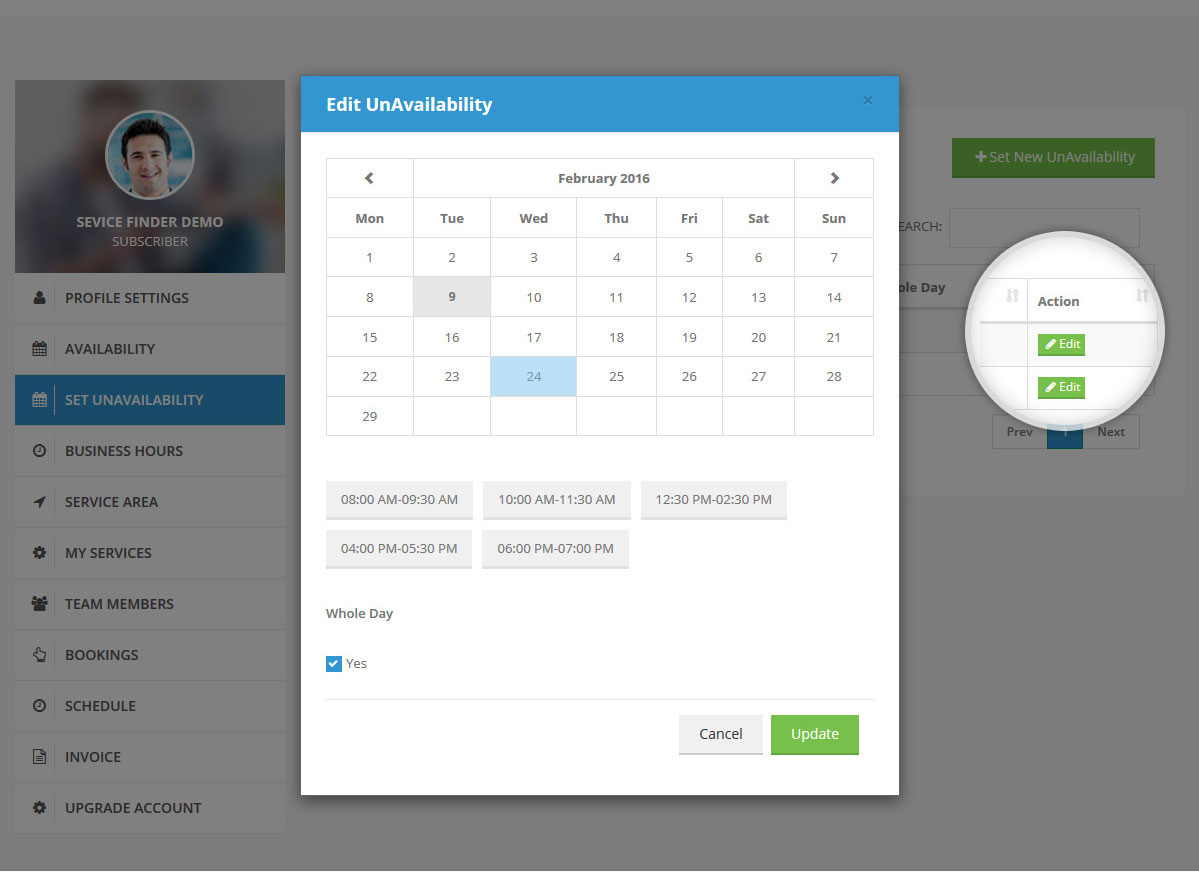 SEVICE FINDER DEMO
SUBSCRIBER
PROFILE SETTINGS
AVAILABILITY
SET UNAVAILABILITY
BUSINESS HOURS
SERVICE AREA
MY SERVICES
TEAM MEMBERS
BOOKINGS
SCHEDULE
INVOICE
UPGRADE ACCOUNT
Edit UnAvailability ×
February 2016
Mon Tue Wed Thu Fri Sat Sun
1 2 3 4 5 6 7
8 9 10 11 12 13 14
15 16 17 18 19 20 21
22 23 24 25 26 27 28
29
08:00 AM-09:30 AM 10:00 AM-11:30 AM 12:30 PM-02:30 PM
04:00 PM-05:30 PM 06:00 PM-07:00 PM
Whole Day
Yes
Cancel Update
Set New UnAvailability
EARCH:
ole Day
Action
Edit
Edit
Prev 1 Next